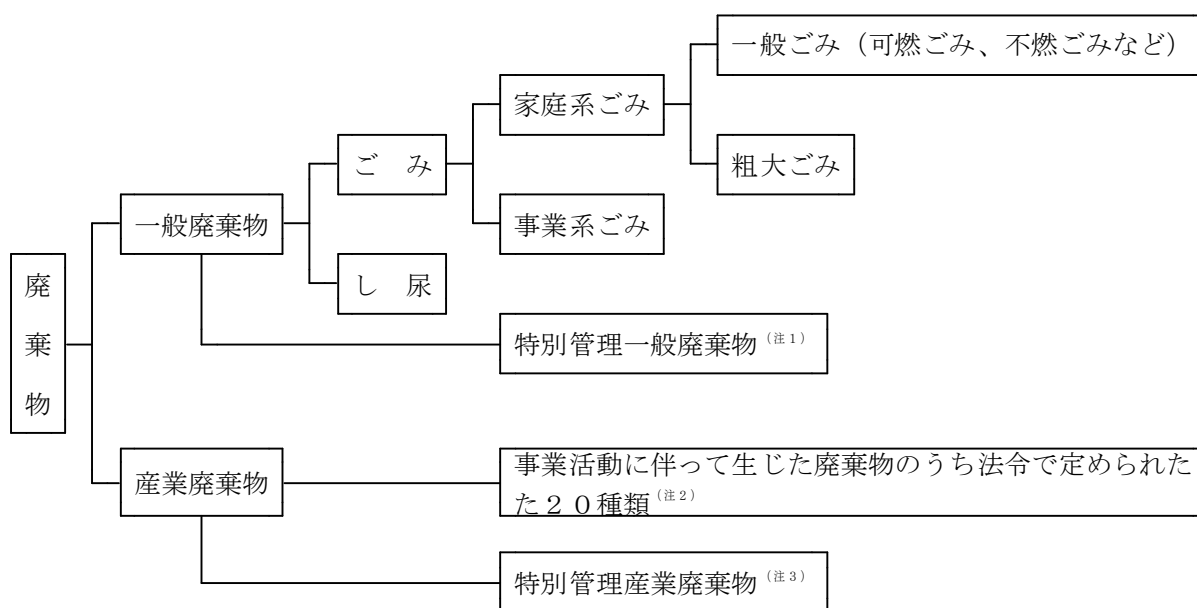 一般ごみ（可燃ごみ、不燃ごみなど）
家庭系ごみ
ご　み
粗大ごみ
一般廃棄物
事業系ごみ
し　尿
廃
棄
物
特別管理一般廃棄物（注１）
産業廃棄物
事業活動に伴って生じた廃棄物のうち法令で定められた
た２０種類（注２）
特別管理産業廃棄物（注３）